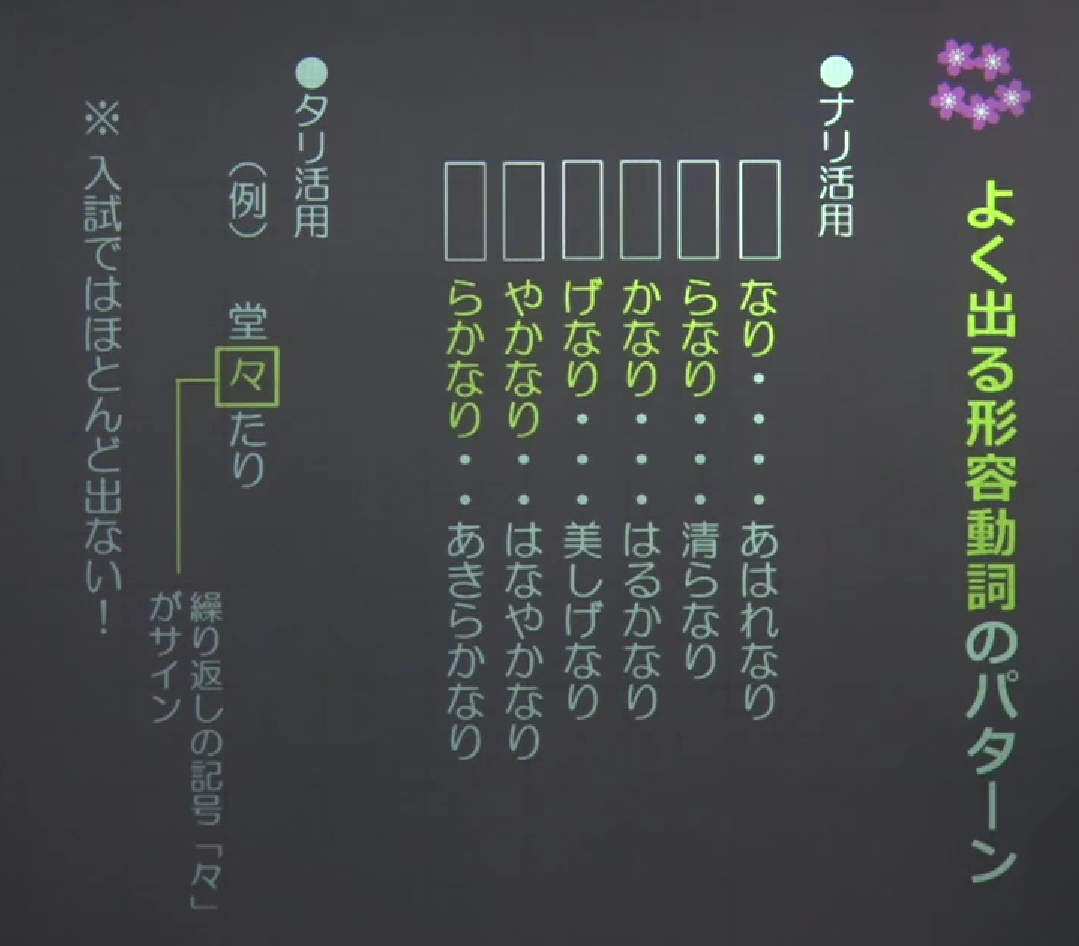 よく出る形容動詞のパターン
●ナリ活用
なり・・・・あはれなり
らなり・・・清らなり
かなり・・・はるかなり
げなり・・・美しげなり
やかなり・・はなやかなり
らかなり・・あきらかなり
●タリ活用
（例） 堂々たり
繰り返しの記号「々」
がサイン
※ 入試ではほとんど出ない！